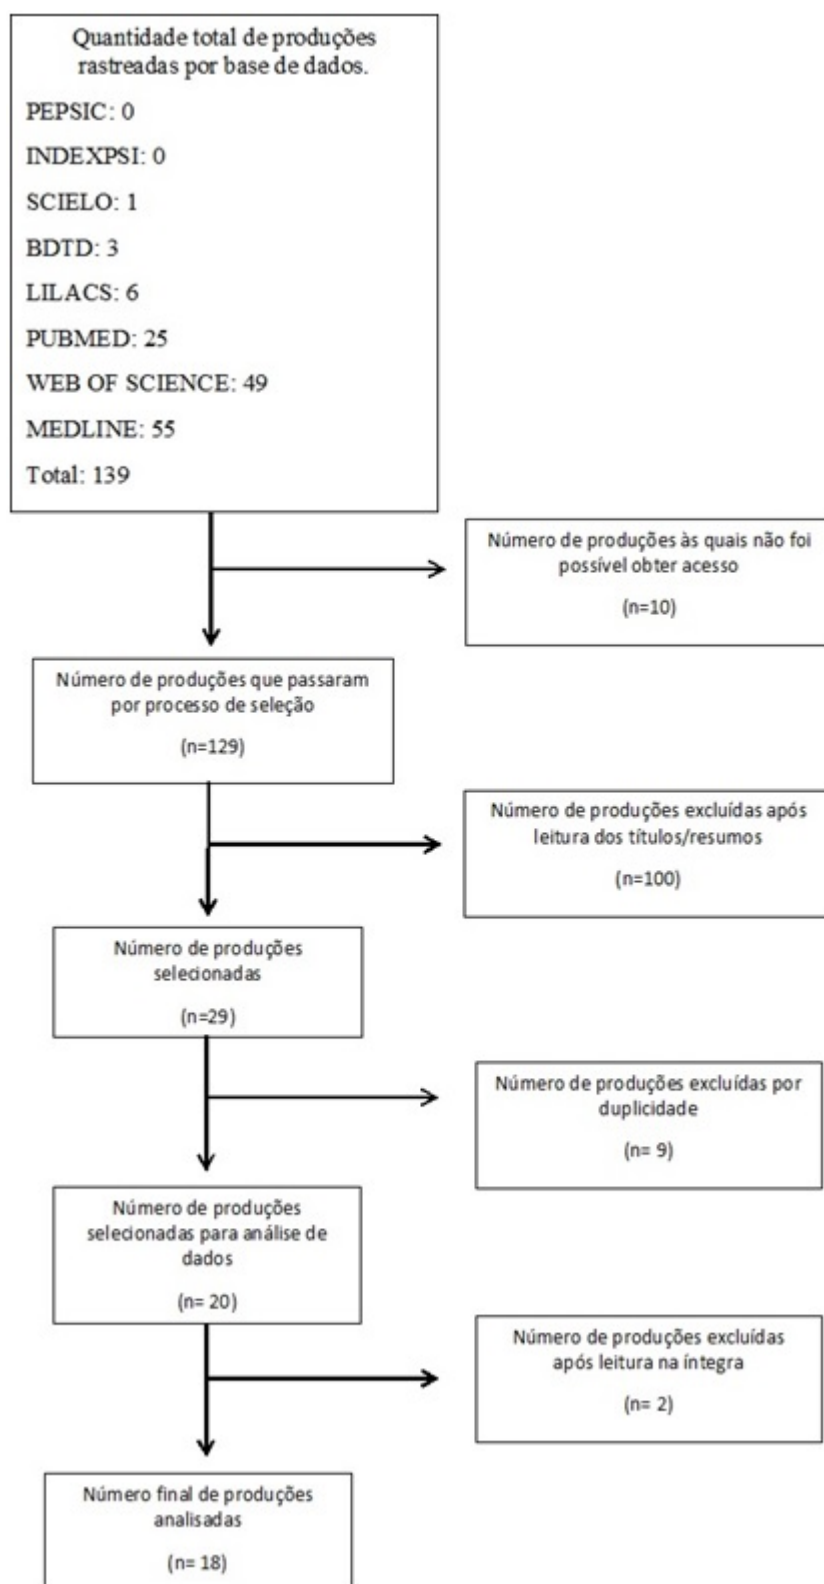 Quantidade total de produções
rastreadas por base de dados.
PEPSIC: 0
INDEXPSI: 0
SCIELO: 1
BDTD: 3
LILACS: 6
PUBMED: 25
WEB OF SCIENCE: 49
MEDLINE: 55
Total: 139
Número de produções às quais não foi
possível obter acesso
(n=10)
Número de produções que passaram
por processo de seleção
(n=129)
Número de produções excluídas após
leitura dos títulos/resumos
(n=100)
Número de produções
selecionadas
(n=29)
Número de produções excluídas por
duplicidade
(n= 9)
Número de produções
selecionadas para análise de
dados
(n= 20)
Número de produções excluídas
após leitura na íntegra
(n= 2)
Número final de produções
analisadas
(n= 18)